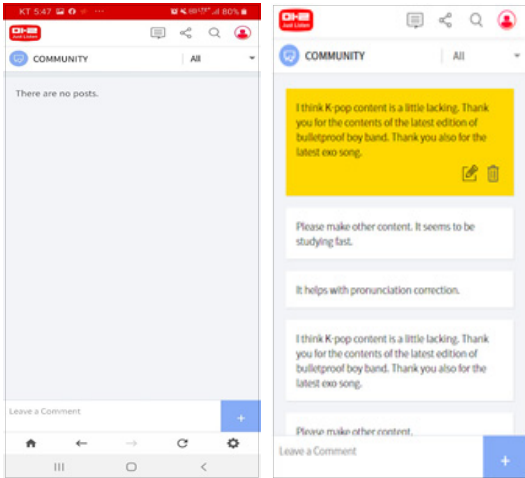 KT 5:47
80%
Just Listen
COMMUNITY
All
There are no posts.
Leave a Comment
+
Just Listen
COMMUNITY
All
I think K-pop content is a little lacking. Thank
you for the contents of the latest edition of
bulletproof boy band. Thank you also for the
latest exo song.
Please make other content. It seems to be
studying fast.
It helps with pronunciation correction.
I think K-pop content is a little lacking. Thank
you for the contents of the latest edition of
bulletproof boy band. Thank you also for the
latest exo song.
Please make other content.
Leave a Comment
+